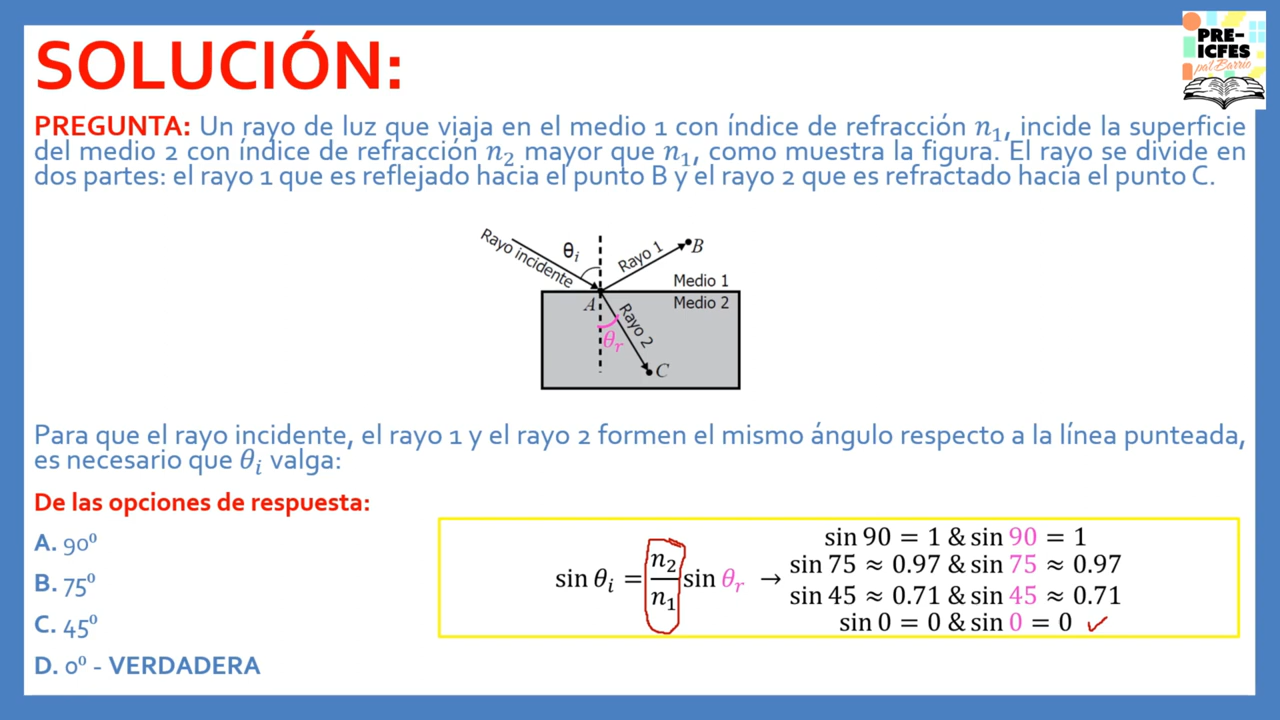 SOLUCIÓN:
PRE-
ICFES
pal Barrio
PREGUNTA: Un rayo de luz que viaja en el medio 1 con índice de refracción n₁, incide la superficie
del medio 2 con índice de refracción n₂ mayor que n₁, como muestra la figura. El rayo se divide en
dos partes: el rayo 1 que es reflejado hacia el punto B y el rayo 2 que es refractado hacia el punto C.
Rayo incidente
θᵢ
Rayo 1
B
Medio 1
Medio 2
A
Rayo 2
θᵣ
C
Para que el rayo incidente, el rayo 1 y el rayo 2 formen el mismo ángulo respecto a la línea punteada,
es necesario que θᵢ valga:
De las opciones de respuesta:
A. 90⁰
B. 75⁰
C. 45⁰
D. 0⁰ - VERDADERA
sin θᵢ = n₂/n₁ sin θᵣ →
sin 90 = 1 & sin 90 = 1
sin 75 ≈ 0.97 & sin 75 ≈ 0.97
sin 45 ≈ 0.71 & sin 45 ≈ 0.71
sin 0 = 0 & sin 0 = 0 ✓